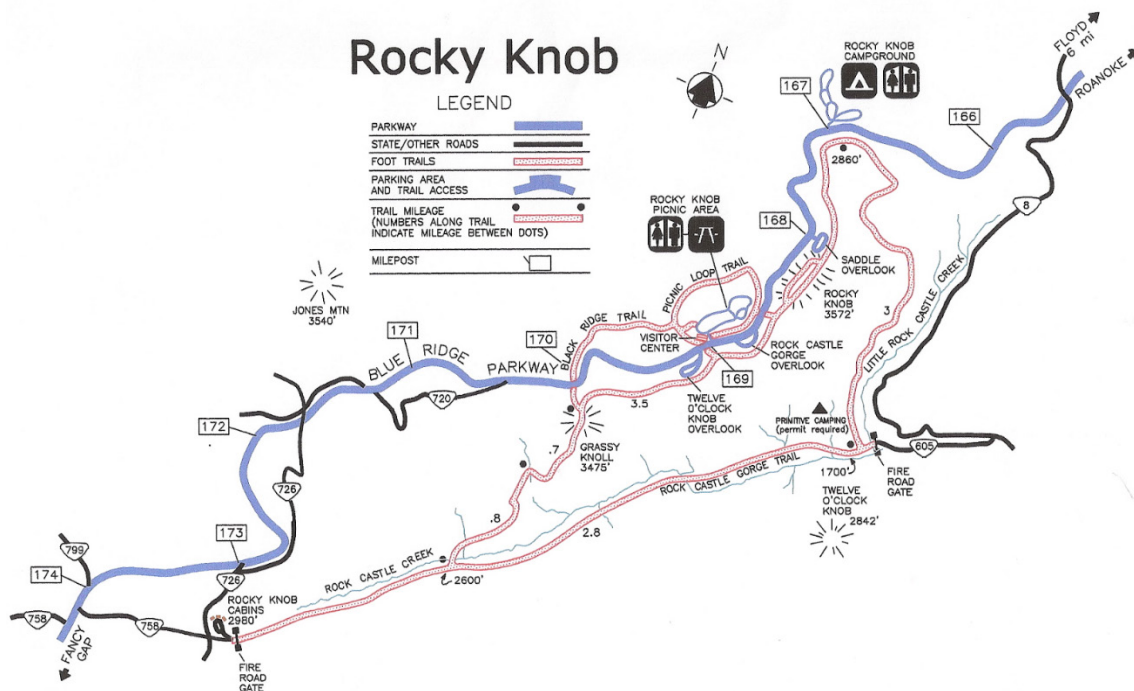 Rocky Knob
LEGEND
PARKWAY
STATE/OTHER ROADS
FOOT TRAILS
PARKING AREA
AND TRAIL ACCESS
TRAIL MILEAGE
(NUMBERS ALONG TRAIL
INDICATE MILEAGE BETWEEN DOTS)
MILEPOST
N
ROCKY KNOB
CAMPGROUND
FLOYD
6 mi
ROANOKE
167
166
2860'
8
ROCKY KNOB
PICNIC AREA
168
SADDLE
OVERLOOK
ROCKY
KNOB
3572'
JONES MTN
3540'
PICNIC LOOP TRAIL
BLACK RIDGE TRAIL
VISITOR
CENTER
ROCK CASTLE
GORGE
OVERLOOK
169
170
171
BLUE RIDGE PARKWAY
720
TWELVE
O'CLOCK
KNOB
OVERLOOK
3.5
3
LITTLE ROCK CASTLE CREEK
172
GRASSY
KNOLL
3475'
.7
PRIMITIVE CAMPING
(permit required)
605
ROCK CASTLE GORGE TRAIL
1700'
FIRE
ROAD
GATE
TWELVE
O'CLOCK
KNOB
2842'
726
.8
2.8
173
799
174
726
ROCK CASTLE CREEK
2600'
ROCKY KNOB
CABINS
2980'
758
758
FANCY
GAP
FIRE
ROAD
GATE